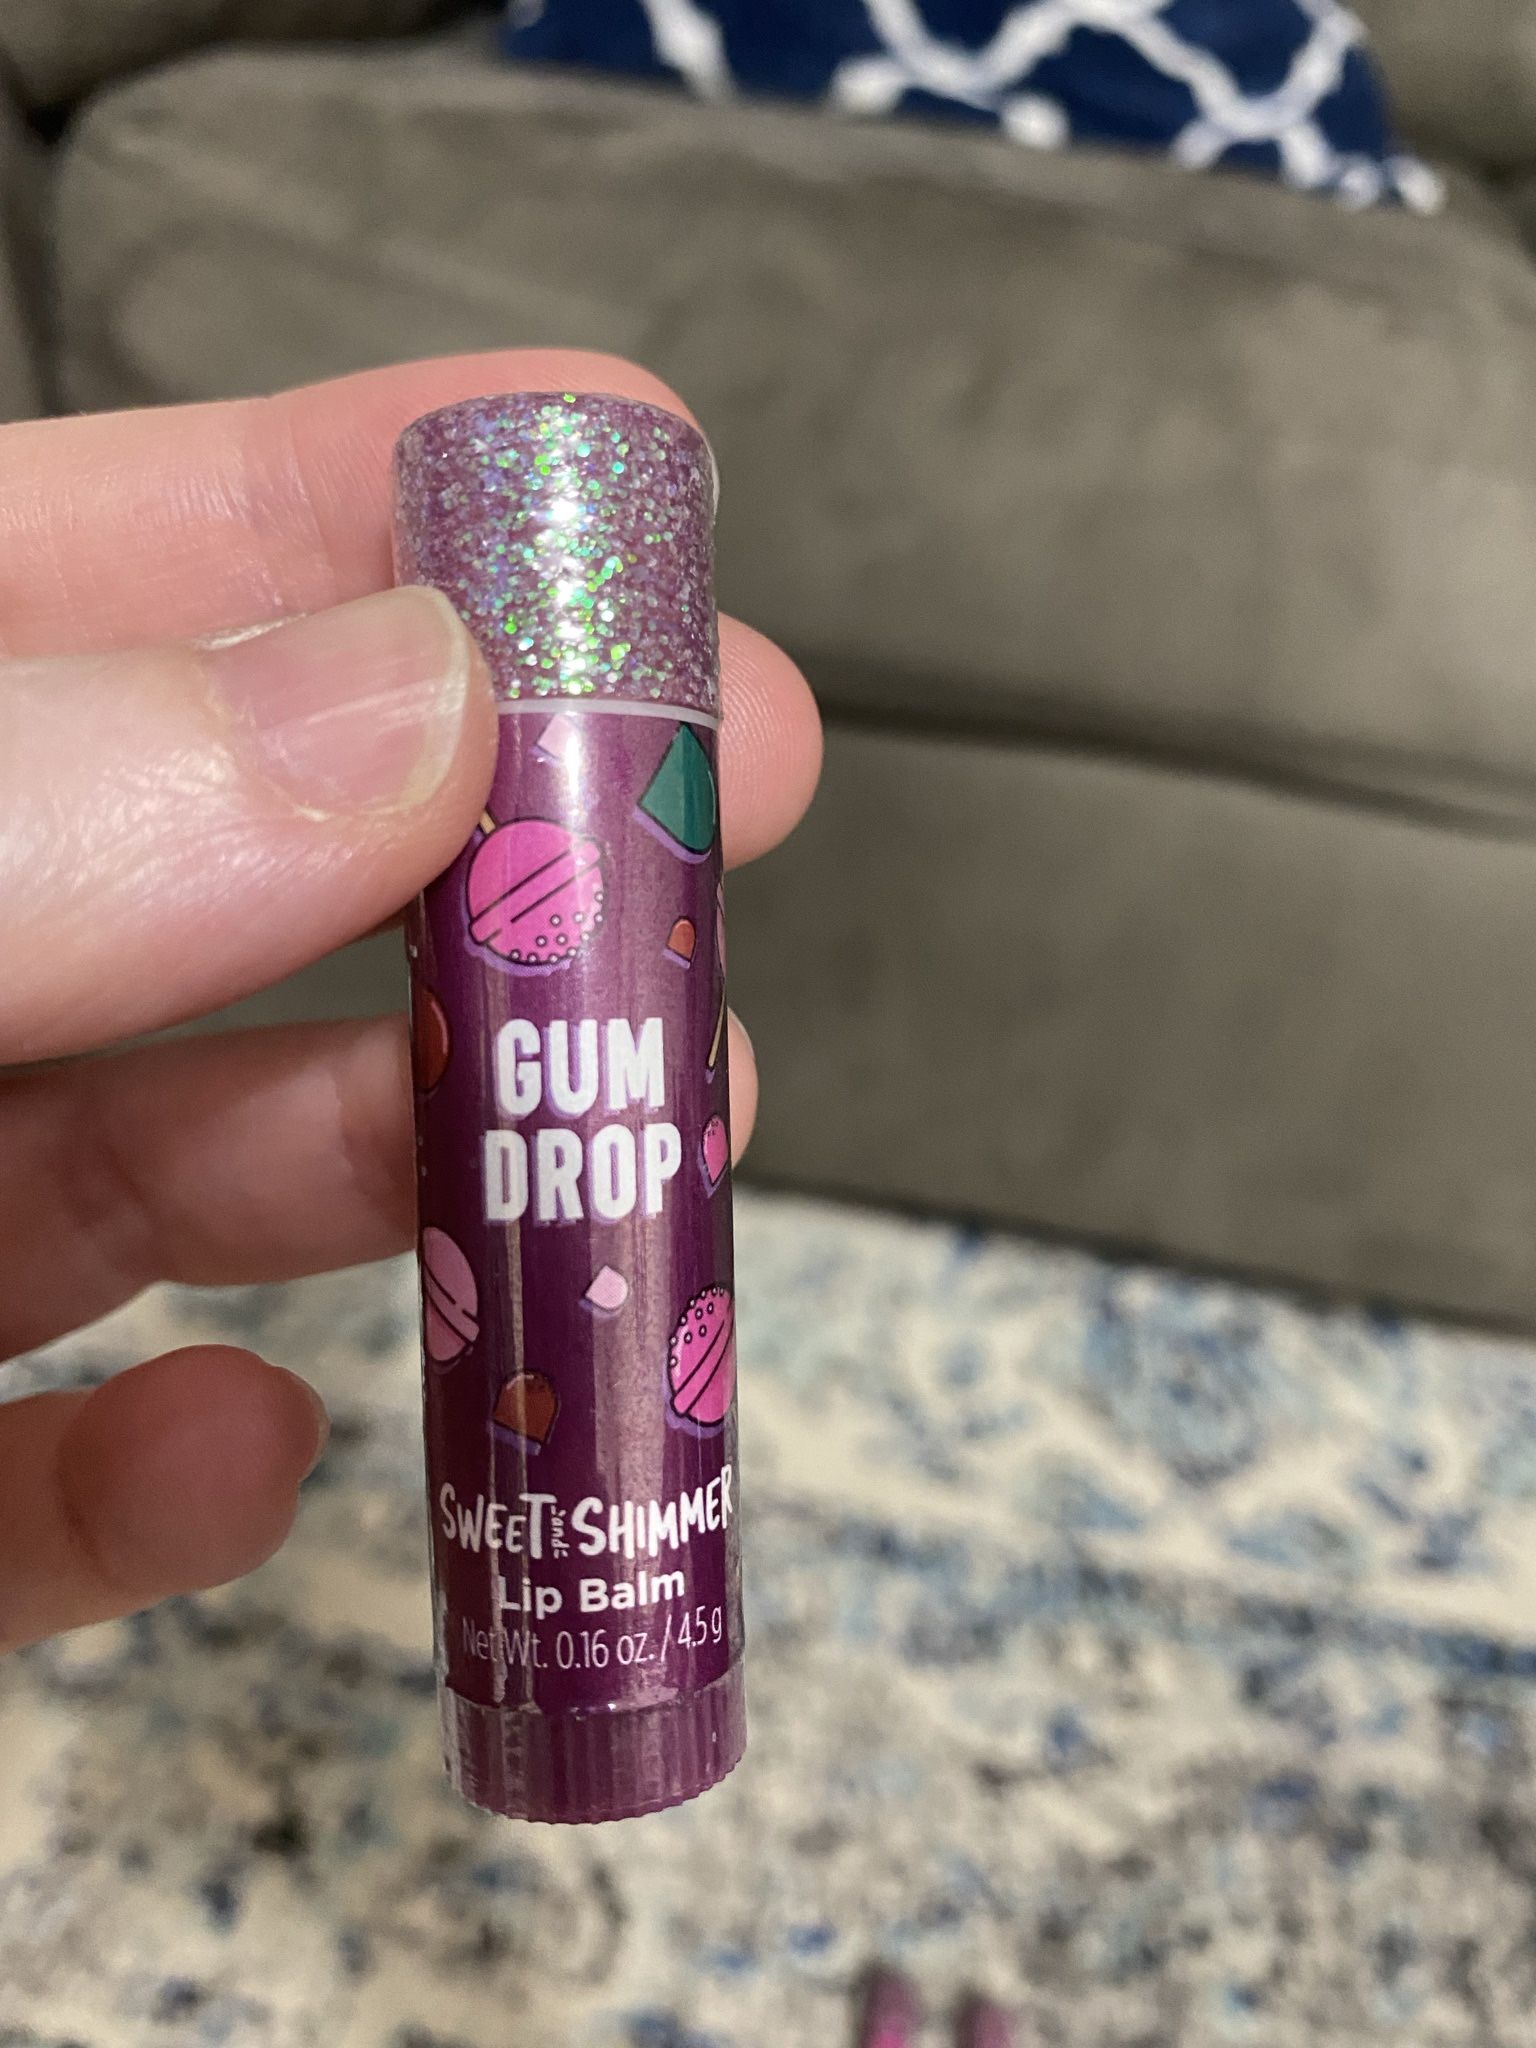 GUM
DROP
SWEET and SHIMMER
Lip Balm
Net Wt. 0.16 oz. / 4.5 g